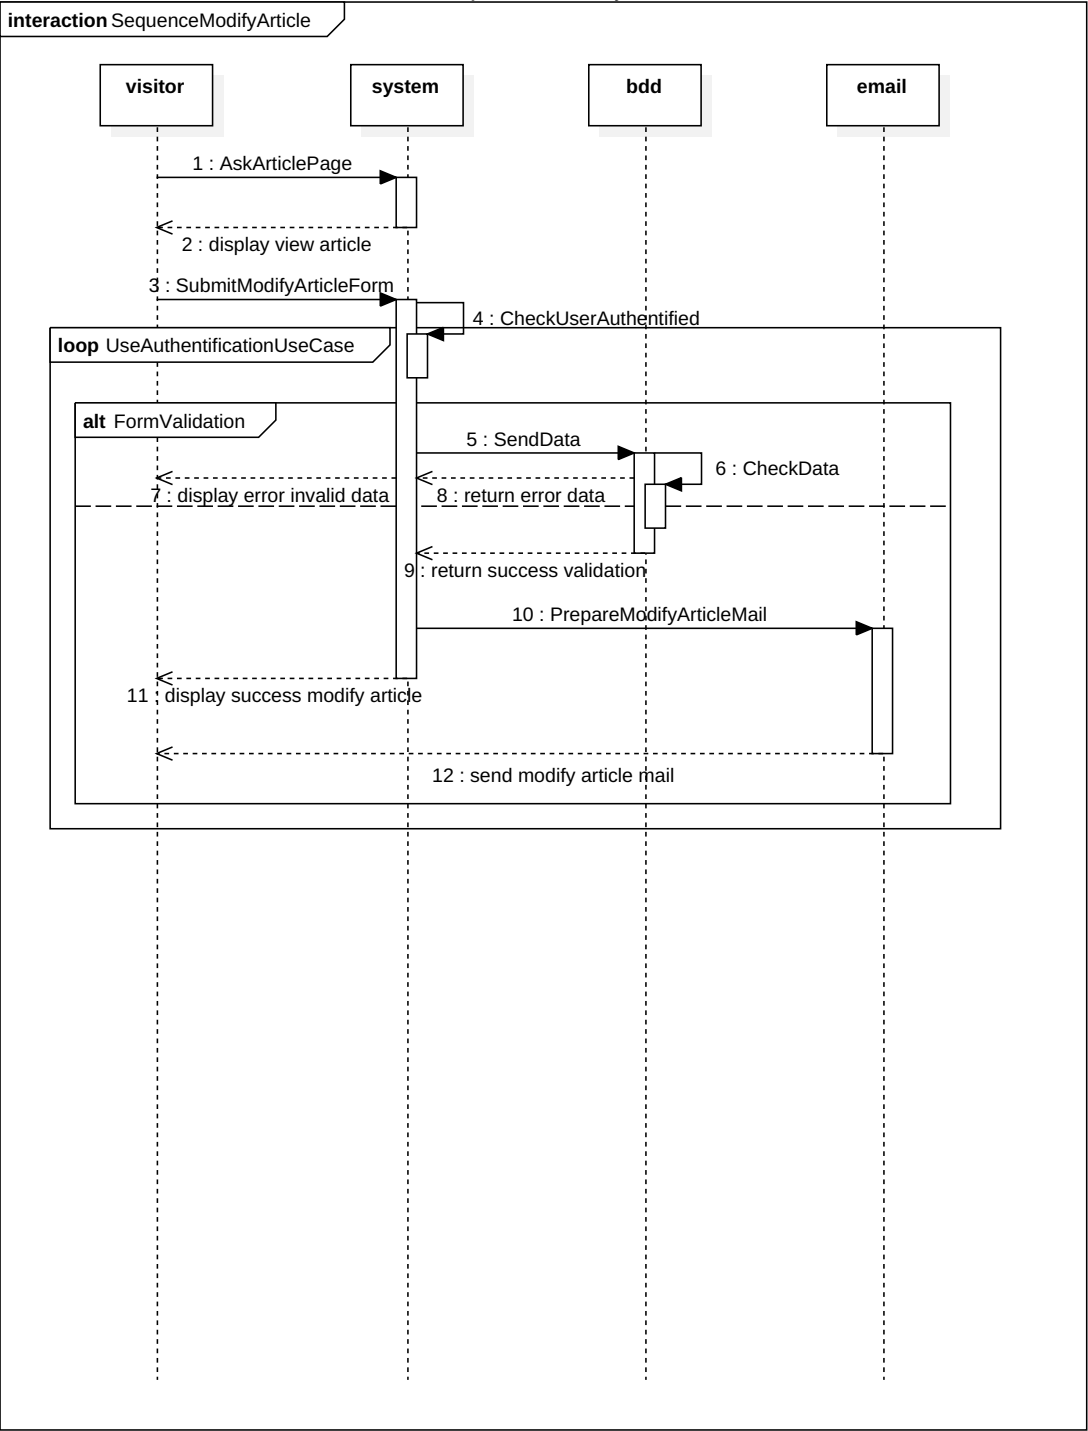 interaction SequenceModifyArticle
visitor
system
bdd
email
1 : AskArticlePage
2 : display view article
3 : SubmitModifyArticleForm
4 : CheckUserAuthentified
loop UseAuthentificationUseCase
alt FormValidation
5 : SendData
6 : CheckData
7 : display error invalid data
8 : return error data
9 : return success validation
10 : PrepareModifyArticleMail
11 : display success modify article
12 : send modify article mail